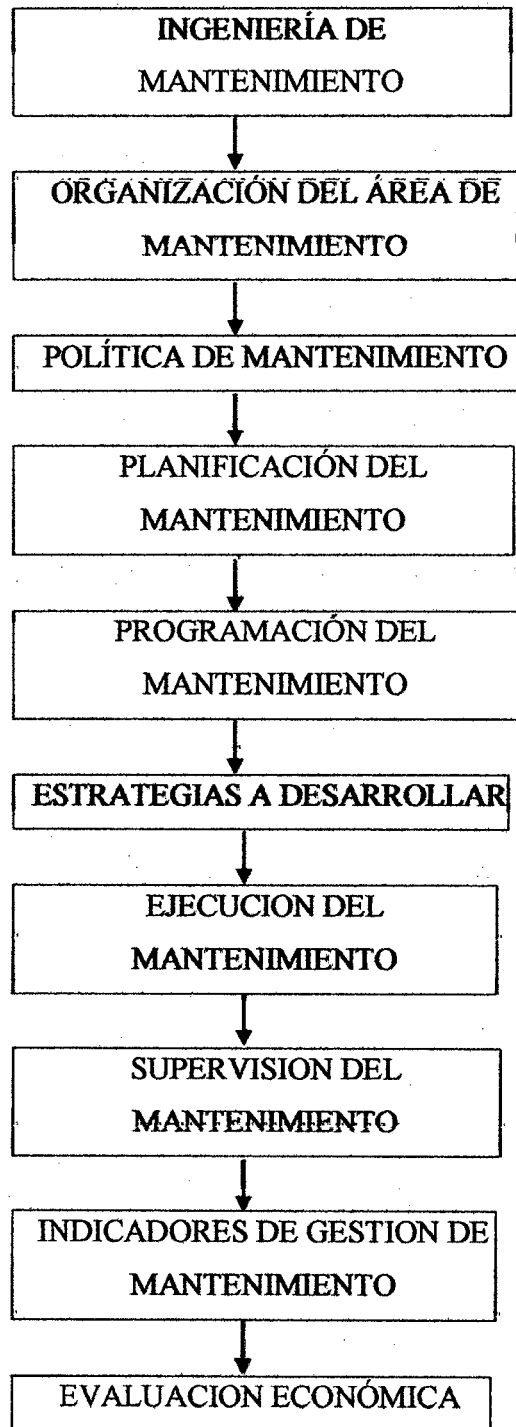 INGENIERÍA DE
MANTENIMIENTO
ORGANIZACIÓN DEL ÁREA DE
MANTENIMIENTO
POLÍTICA DE MANTENIMIENTO
PLANIFICACIÓN DEL
MANTENIMIENTO
PROGRAMACIÓN DEL
MANTENIMIENTO
ESTRATEGIAS A DESARROLLAR
EJECUCION DEL
MANTENIMIENTO
SUPERVISION DEL
MANTENIMIENTO
INDICADORES DE GESTION DE
MANTENIMIENTO
EVALUACION ECONÓMICA